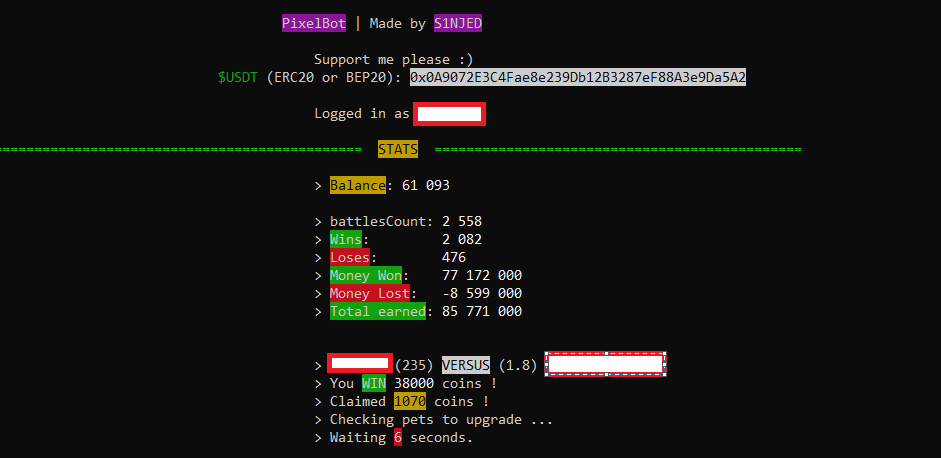 PixelBot | Made by S1NJED
Support me please :)
$USDT (ERC20 or BEP20): 0x0A9072E3C4Fae8e239Db12B3287eF88A3e9Da5A2
Logged in as
============================================= STATS ==============================================
> Balance: 61 093
> battlesCount: 2 558
> Wins: 2 082
> Loses: 476
> Money Won: 77 172 000
> Money Lost: -8 599 000
> Total earned: 85 771 000
> (235) VERSUS (1.8)
> You WIN 38000 coins !
> Claimed 1070 coins !
> Checking pets to upgrade ...
> Waiting 6 seconds.